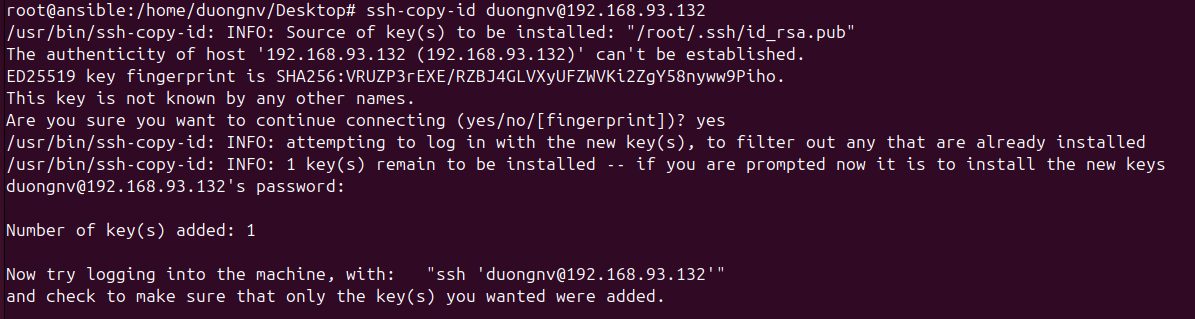 root@ansible:/home/duongnv/Desktop# ssh-copy-id duongnv@192.168.93.132
/usr/bin/ssh-copy-id: INFO: Source of key(s) to be installed: "/root/.ssh/id_rsa.pub"
The authenticity of host '192.168.93.132 (192.168.93.132)' can't be established.
ED25519 key fingerprint is SHA256:VRUZP3rEXE/RZBJ4GLVXyUFZWVKi2ZgY58nyww9Piho.
This key is not known by any other names.
Are you sure you want to continue connecting (yes/no/[fingerprint])? yes
/usr/bin/ssh-copy-id: INFO: attempting to log in with the new key(s), to filter out any that are already installed
/usr/bin/ssh-copy-id: INFO: 1 key(s) remain to be installed -- if you are prompted now it is to install the new keys
duongnv@192.168.93.132's password:
Number of key(s) added: 1
Now try logging into the machine, with:   "ssh 'duongnv@192.168.93.132'"
and check to make sure that only the key(s) you wanted were added.